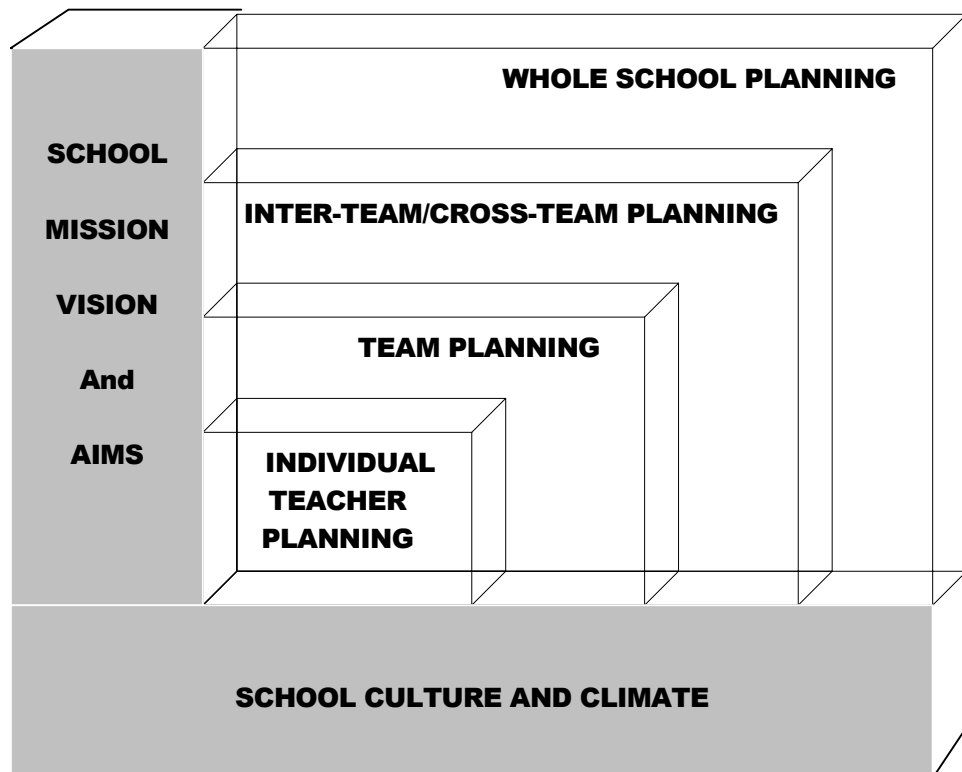 WHOLE SCHOOL PLANNING
SCHOOL
MISSION
VISION
And
AIMS
INTER-TEAM/CROSS-TEAM PLANNING
TEAM PLANNING
INDIVIDUAL
TEACHER
PLANNING
SCHOOL CULTURE AND CLIMATE